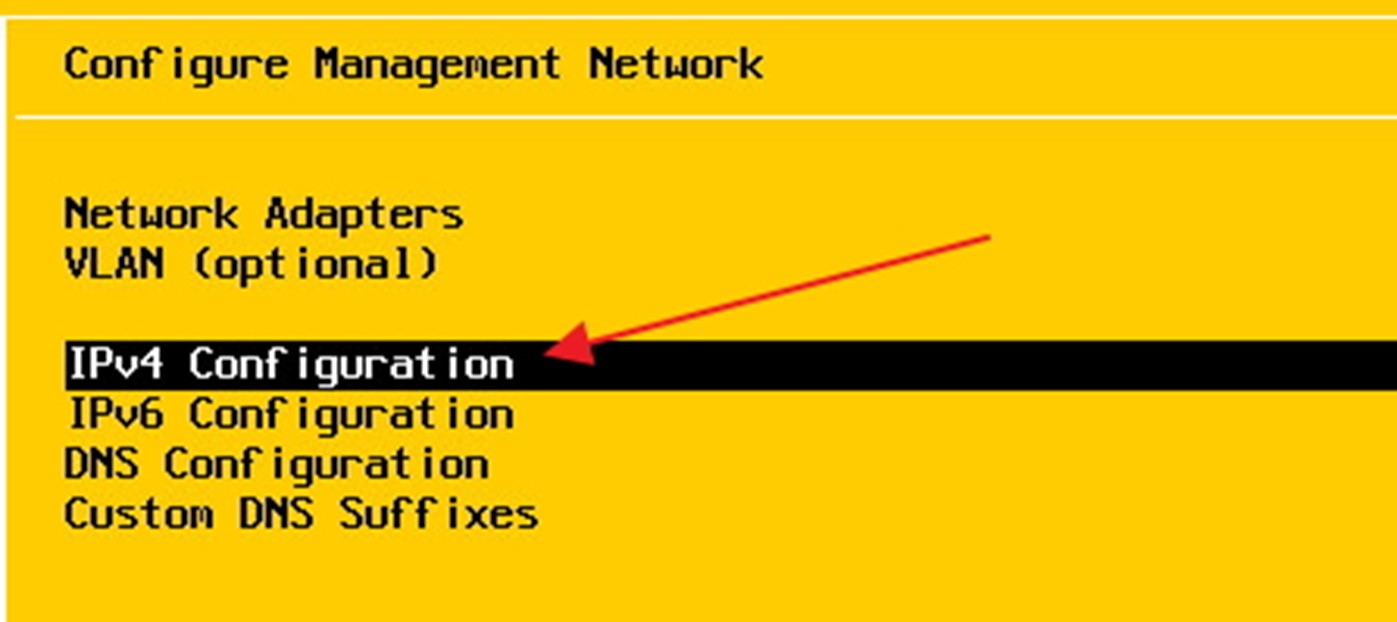 Configure Management Network
Network Adapters
VLAN (optional)
IPv4 Configuration
IPv6 Configuration
DNS Configuration
Custom DNS Suffixes